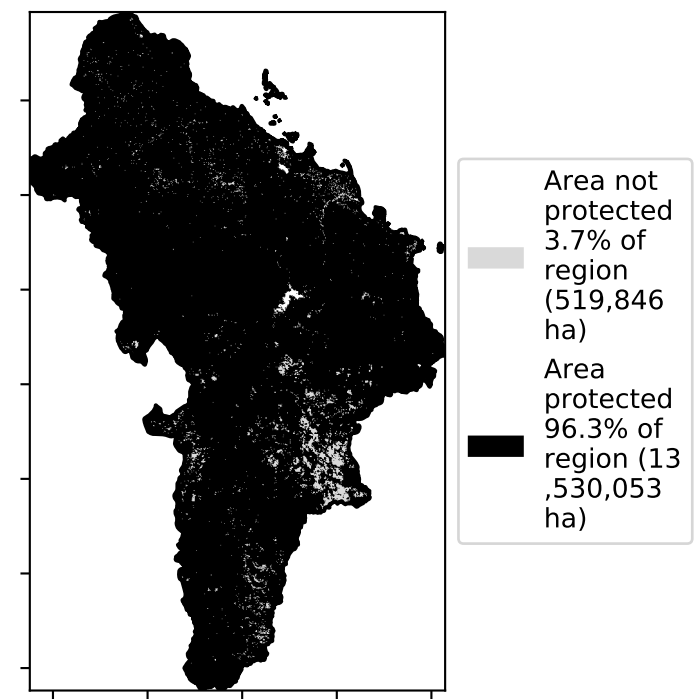 Area not
protected
3.7% of
region
(519,846
ha)
Area
protected
96.3% of
region (13
,530,053
ha)